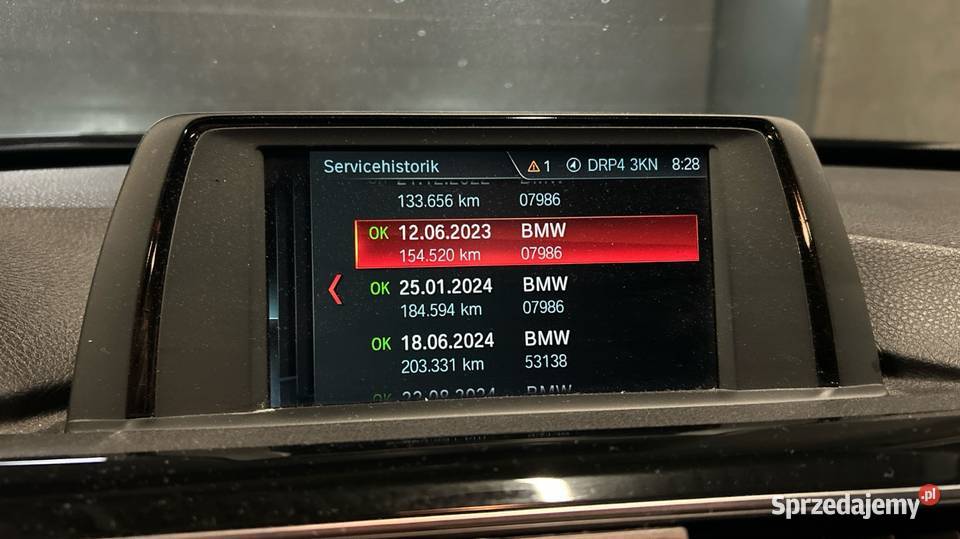 Servicehistorik
1 DRP4 3KN 8:28
133.656 km 07986
OK 12.06.2023 BMW
154.520 km 07986
OK 25.01.2024 BMW
184.594 km 07986
OK 18.06.2024 BMW
203.331 km 53138
BMW
Sprzedajemy.pl